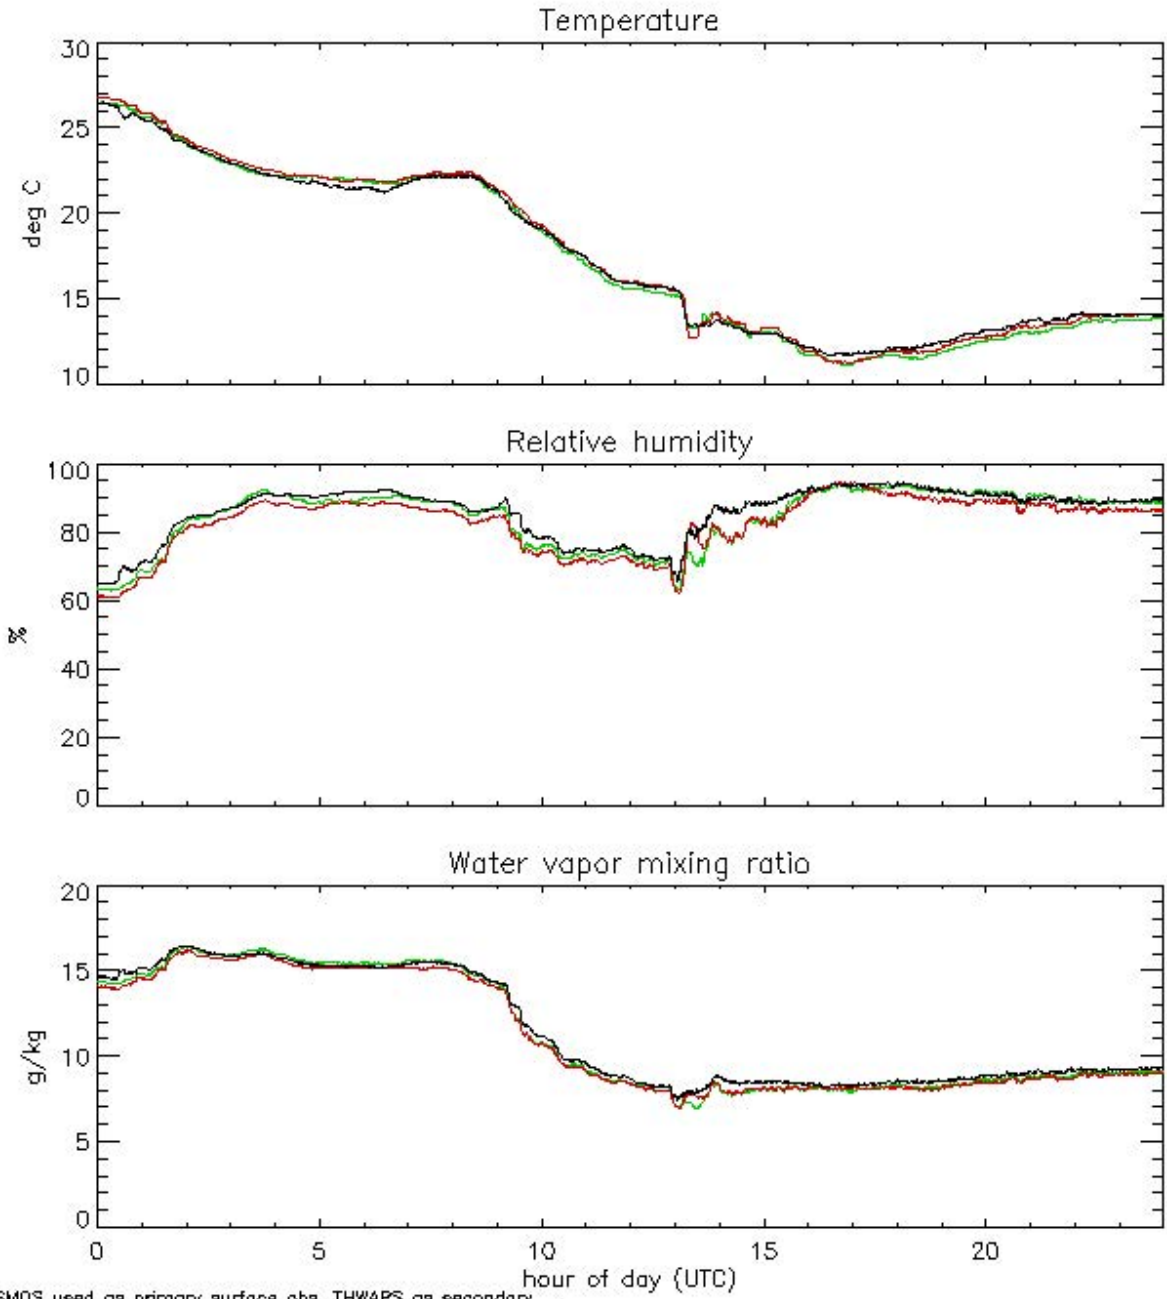 Temperature
30
25
20
15
10
deg C
Relative humidity
100
80
60
40
20
0
%
Water vapor mixing ratio
20
15
10
5
0
g/kg
0 5 10 15 20
hour of day (UTC)
SMOS used as primary surface obs, THWAPS as secondary